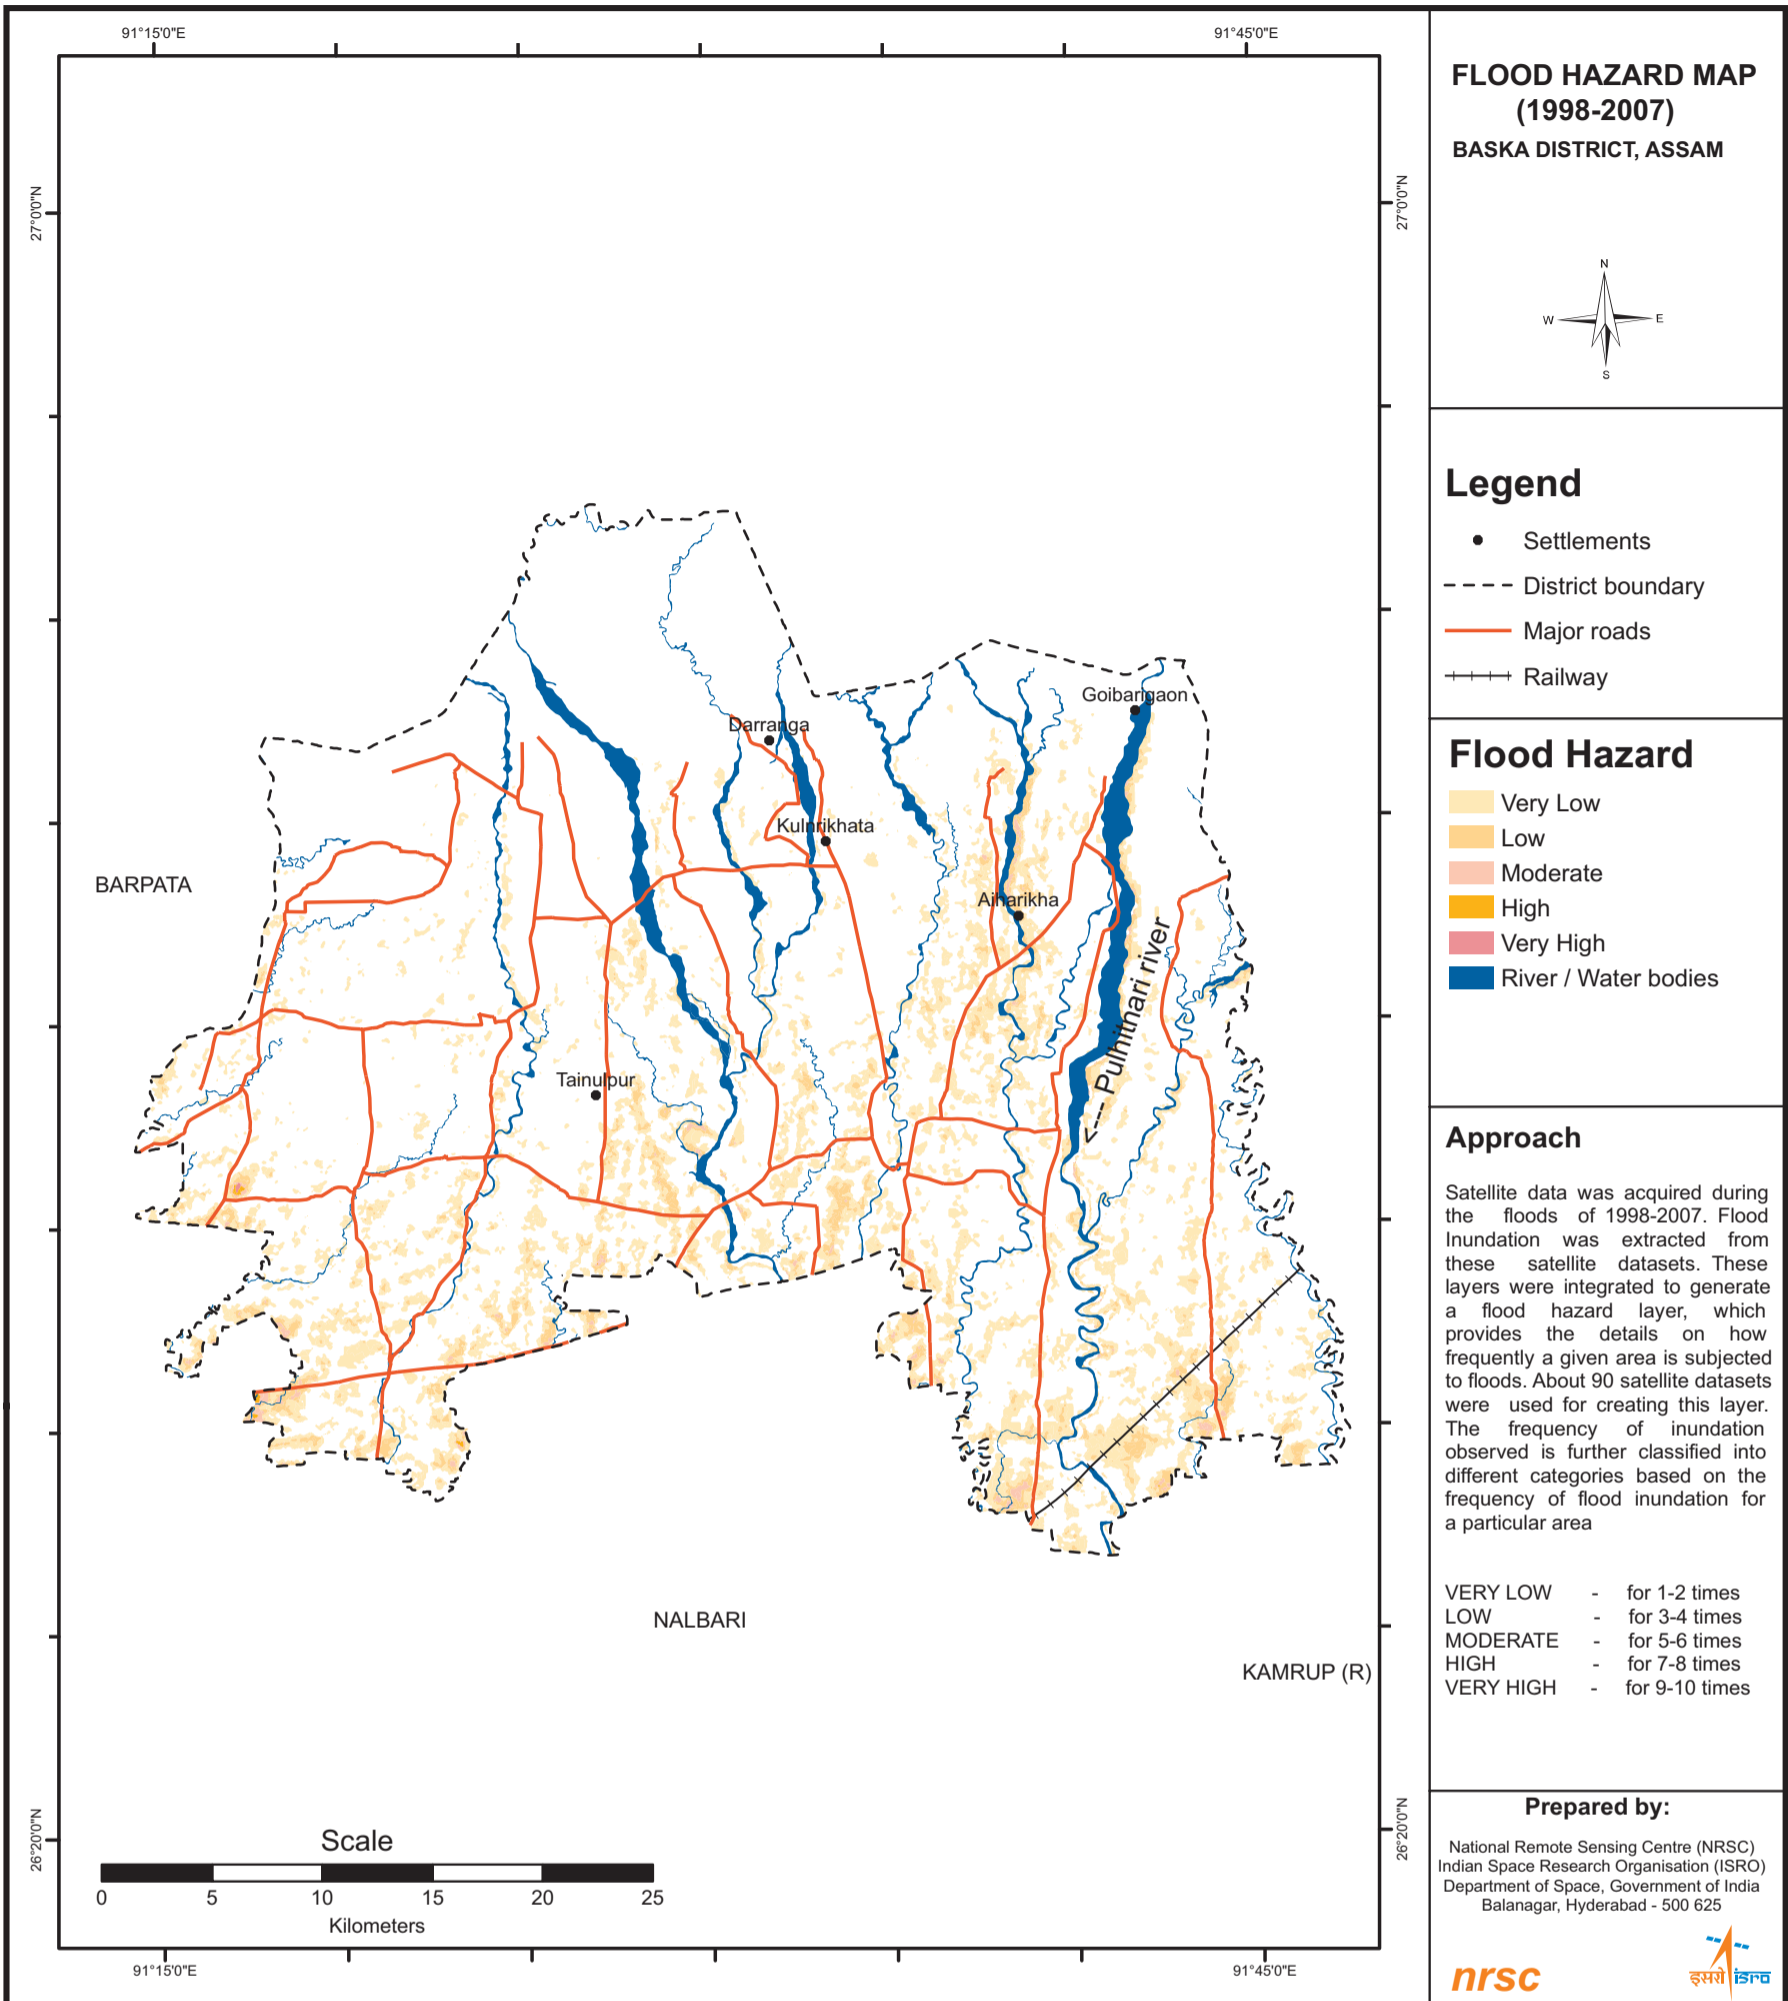 91°15'0"E
91°45'0"E
27°0'0"N
27°0'0"N
Goibarigaon
Darranga
Kulnrikhata
BARPATA
Aiharikha
<---- Pulhitnari river
Tainulpur
NALBARI
KAMRUP (R)
26°20'0"N
26°20'0"N
Scale
0 5 10 15 20 25
Kilometers
91°15'0"E
91°45'0"E
FLOOD HAZARD MAP
(1998-2007)
BASKA DISTRICT, ASSAM
N
W E
S
Legend
Settlements
District boundary
Major roads
Railway
Flood Hazard
Very Low
Low
Moderate
High
Very High
River / Water bodies
Approach
Satellite data was acquired during
the floods of 1998-2007. Flood
Inundation was extracted from
these satellite datasets. These
layers were integrated to generate
a flood hazard layer, which
provides the details on how
frequently a given area is subjected
to floods. About 90 satellite datasets
were used for creating this layer.
The frequency of inundation
observed is further classified into
different categories based on the
frequency of flood inundation for
a particular area
VERY LOW - for 1-2 times
LOW - for 3-4 times
MODERATE - for 5-6 times
HIGH - for 7-8 times
VERY HIGH - for 9-10 times
Prepared by:
National Remote Sensing Centre (NRSC)
Indian Space Research Organisation (ISRO)
Department of Space, Government of India
Balanagar, Hyderabad - 500 625
nrsc
इसरो isro